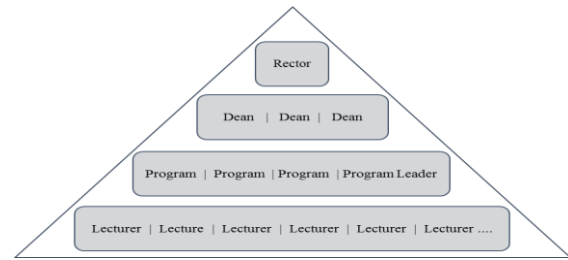 Rector
Dean | Dean | Dean
Program | Program | Program | Program Leader
Lecturer | Lecture | Lecturer | Lecturer | Lecturer | Lecturer ....